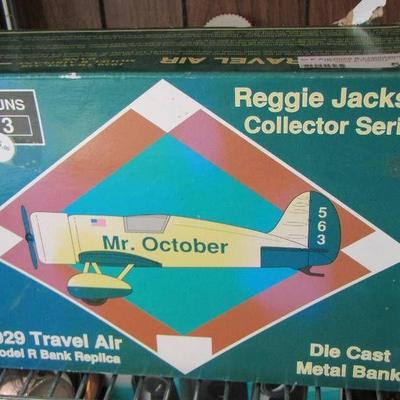 TRAVEL AIR
UNS
3
Reggie Jacks
Collector Seri
Mr. October
563
929 Travel Air
odel R Bank Replica
Die Cast
Metal Bank